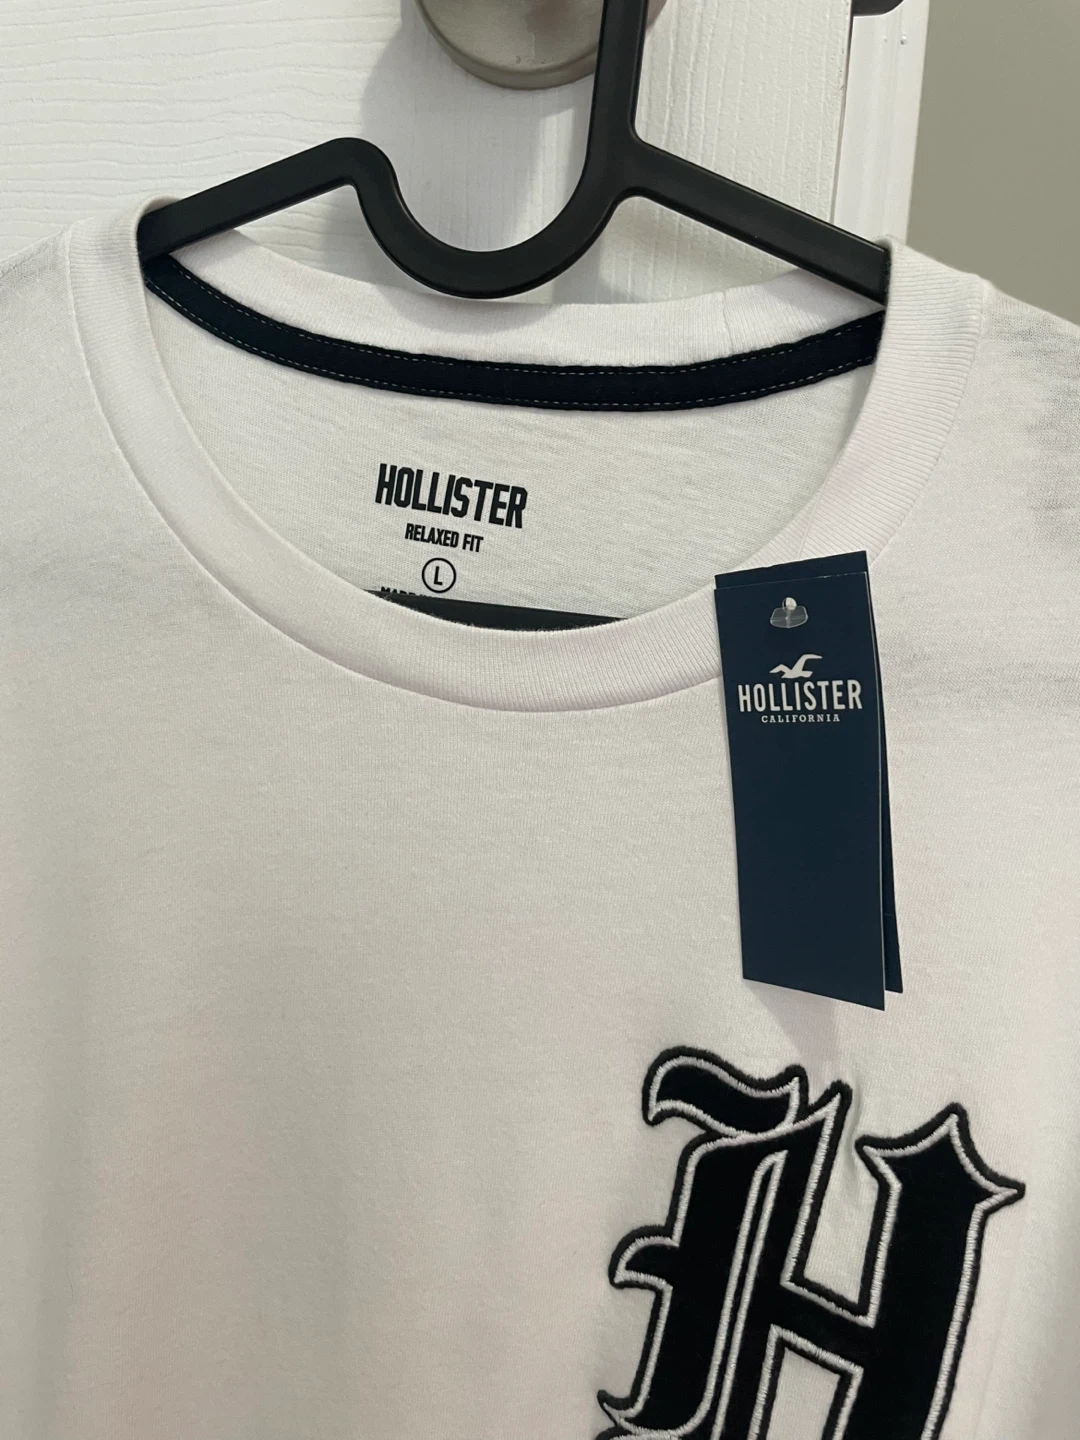 HOLLISTER
RELAXED FIT
L
HOLLISTER
CALIFORNIA
H